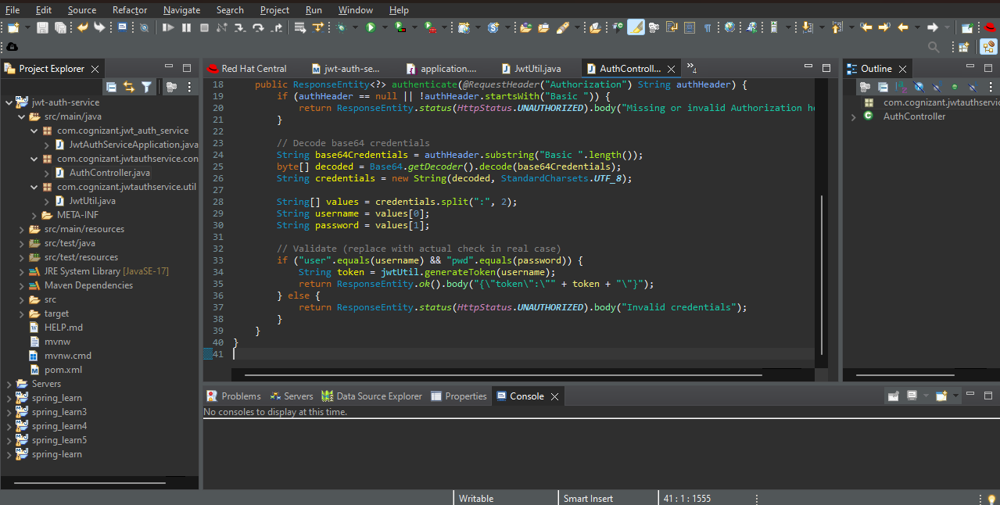 File Edit Source Refactor Navigate Search Project Run Window Help
Project Explorer
jwt-auth-service
src/main/java
com.cognizant.jwt_auth_service
JwtAuthServiceApplication.java
com.cognizant.jwtauthservice.con
AuthController.java
com.cognizant.jwtauthservice.util
JwtUtil.java
META-INF
src/main/resources
src/test/java
src/test/resources
JRE System Library [JavaSE-17]
Maven Dependencies
src
target
HELP.md
mvnw
mvnw.cmd
pom.xml
Servers
spring_learn
spring_learn3
spring_learn4
spring_learn5
spring-learn
Red Hat Central jwt-auth-se... application.... JwtUtil.java AuthControll... »4
18 public ResponseEntity<?> authenticate(@RequestHeader("Authorization") String authHeader) {
19 if (authHeader == null || !authHeader.startsWith("Basic ")) {
20 return ResponseEntity.status(HttpStatus.UNAUTHORIZED).body("Missing or invalid Authorization he
21 }
22
23 // Decode base64 credentials
24 String base64Credentials = authHeader.substring("Basic ".length());
25 byte[] decoded = Base64.getDecoder().decode(base64Credentials);
26 String credentials = new String(decoded, StandardCharsets.UTF_8);
27
28 String[] values = credentials.split(":", 2);
29 String username = values[0];
30 String password = values[1];
31
32 // Validate (replace with actual check in real case)
33 if ("user".equals(username) && "pwd".equals(password)) {
34 String token = jwtUtil.generateToken(username);
35 return ResponseEntity.ok().body("{\"token\":\"" + token + "\"}");
36 } else {
37 return ResponseEntity.status(HttpStatus.UNAUTHORIZED).body("Invalid credentials");
38 }
39 }
40 }
41
Outline
com.cognizant.jwtauthservic
AuthController
Problems Servers Data Source Explorer Properties Console
No consoles to display at this time.
Writable Smart Insert 41 : 1 : 1555